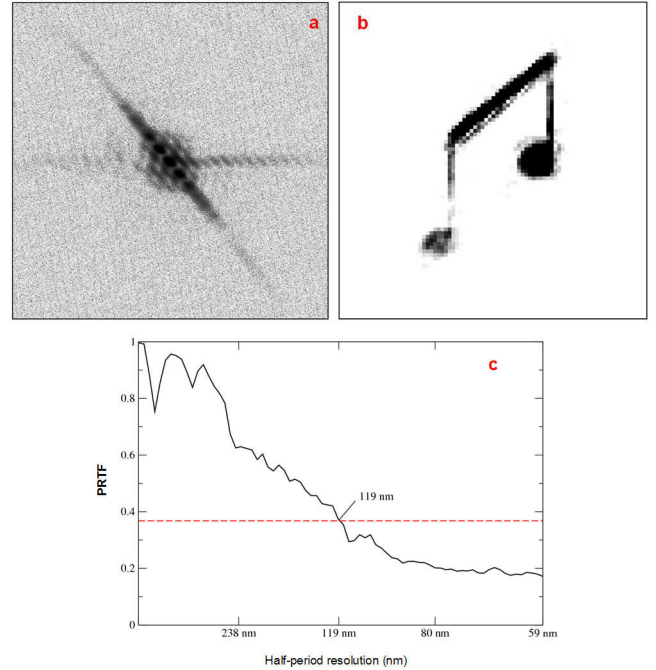 a
b
c
1
0.8
0.6
0.4
0.2
0
PRTF
119 nm
238 nm 119 nm 80 nm 59 nm
Half-period resolution (nm)